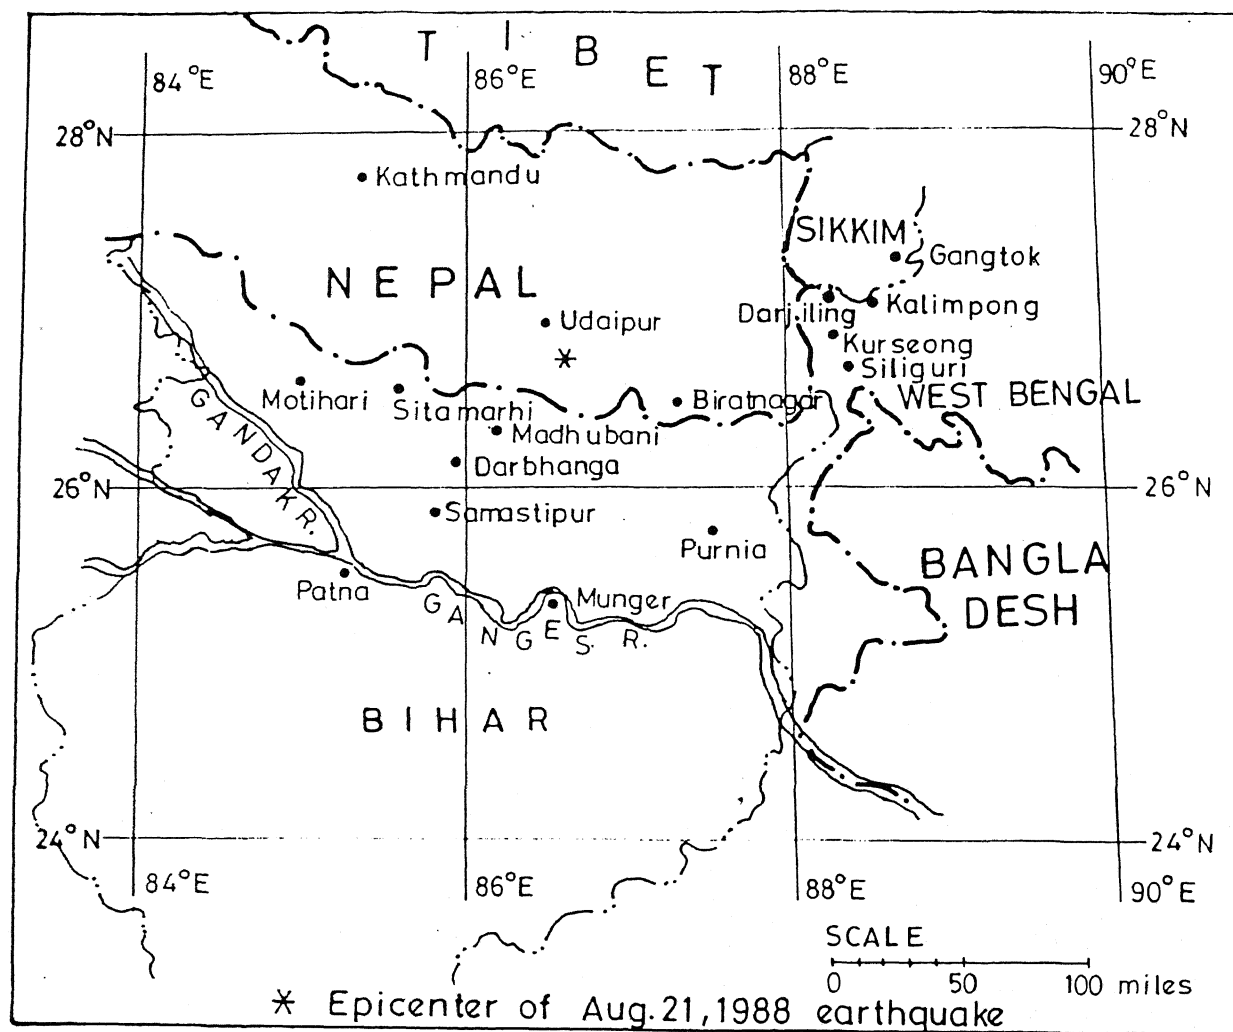 T I B E T
84°E 86°E 88°E 90°E
28°N 28°N
Kathmandu
SIKKIM
Gangtok
NEPAL
Darjiling Kalimpong
Udaipur
Kurseong
Siliguri
Motihari Sitamarhi Biratnagar WEST BENGAL
Madhubani
GANDAK R.
Darbhanga
26°N 26°N
Samastipur
Purnia
BANGLA
DESH
Patna Munger
GANGES R.
BIHAR
24°N 24°N
84°E 86°E 88°E 90°E
SCALE
0 50 100 miles
* Epicenter of Aug.21,1988 earthquake